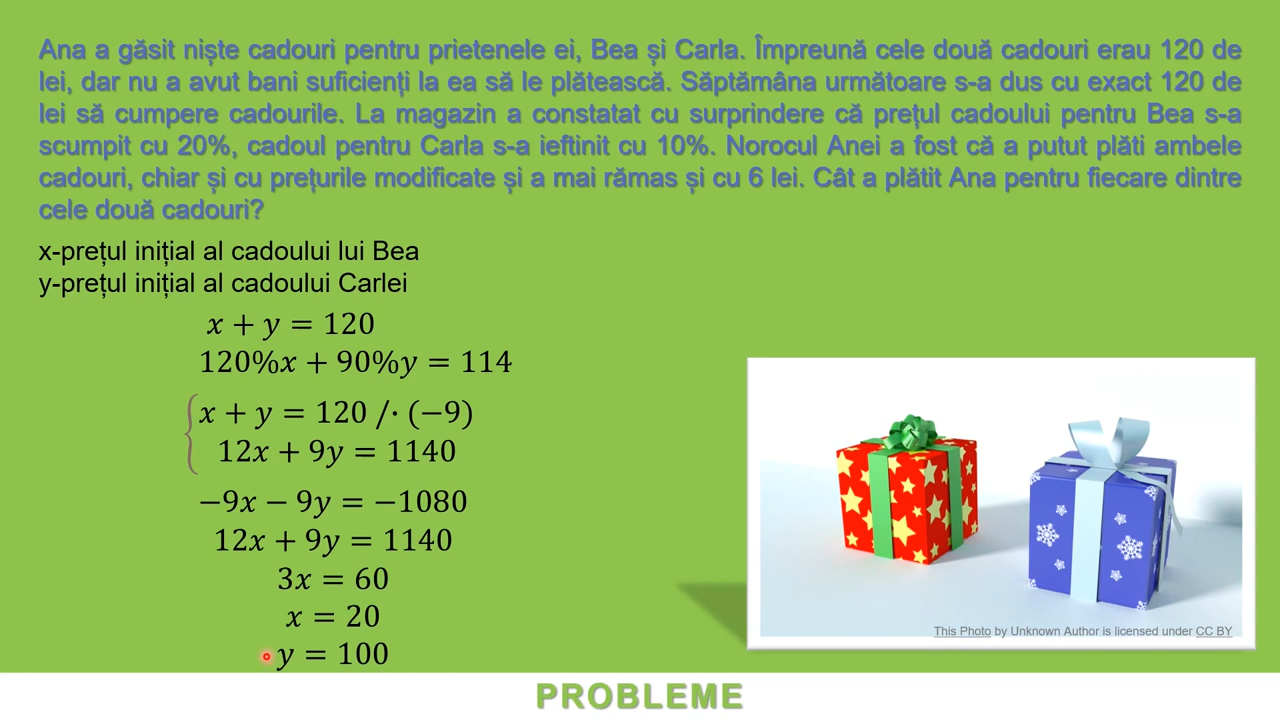 Ana a găsit niște cadouri pentru prietenele ei, Bea și Carla. Împreună cele două cadouri erau 120 de
lei, dar nu a avut bani suficienți la ea să le plătească. Săptămâna următoare s-a dus cu exact 120 de
lei să cumpere cadourile. La magazin a constatat cu surprindere că prețul cadoului pentru Bea s-a
scumpit cu 20%, cadoul pentru Carla s-a ieftinit cu 10%. Norocul Anei a fost că a putut plăti ambele
cadouri, chiar și cu prețurile modificate și a mai rămas și cu 6 lei. Cât a plătit Ana pentru fiecare dintre
cele două cadouri?
x-prețul inițial al cadoului lui Bea
y-prețul inițial al cadoului Carlei
x + y = 120
120%x + 90%y = 114
x + y = 120 /· (−9)
12x + 9y = 1140
−9x − 9y = −1080
12x + 9y = 1140
3x = 60
x = 20
y = 100
This Photo by Unknown Author is licensed under CC BY
PROBLEME